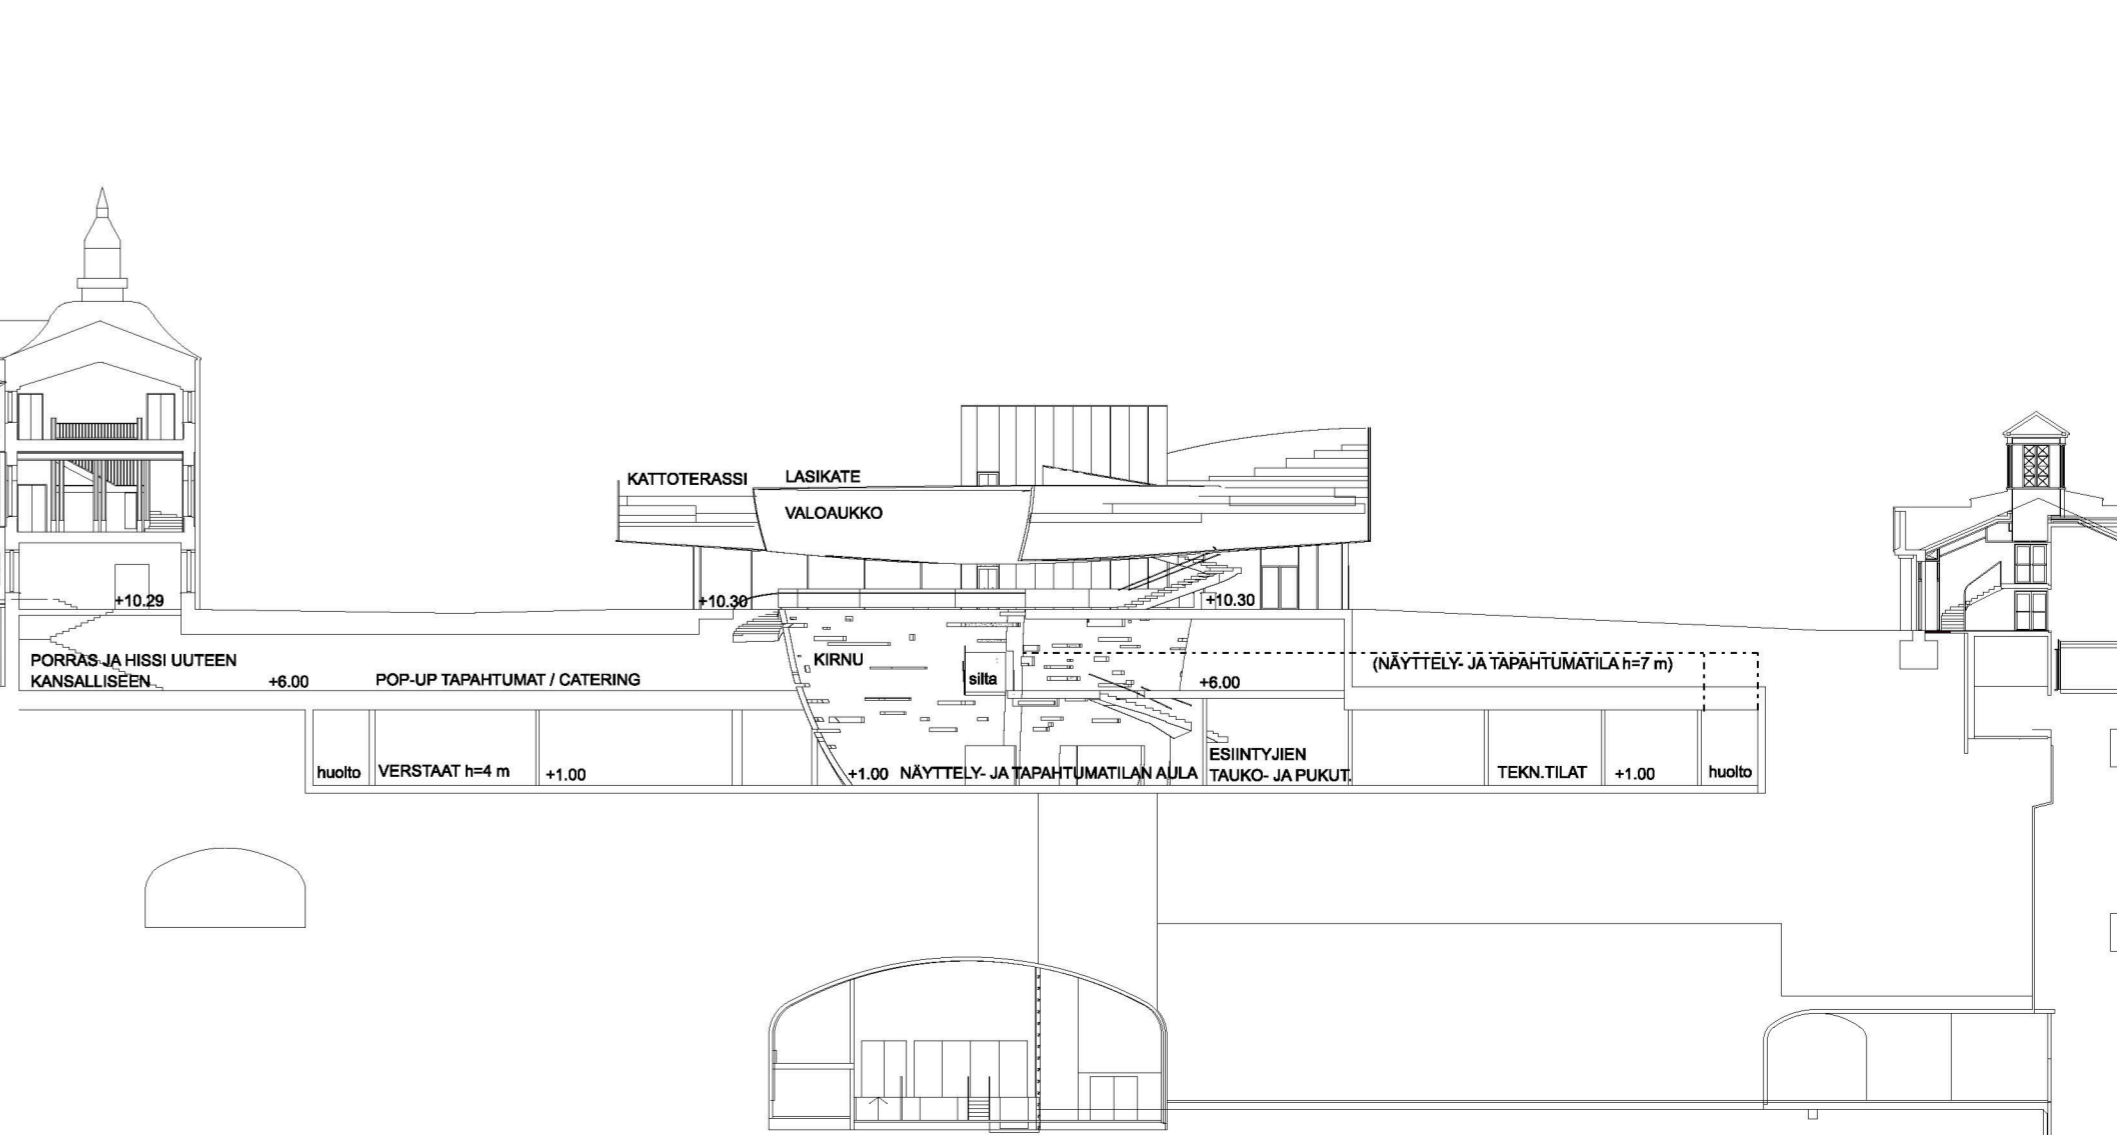 KATTOTERASSI
LASIKATE
VALOAUKKO
+10.29
+10.30
+10.30
PORRAS JA HISSI UUTEEN
KANSALLISEEN
+6.00
POP-UP TAPAHTUMAT / CATERING
KIRNU
silta
+6.00
(NÄYTTELY- JA TAPAHTUMATILA h=7 m)
huolto
VERSTAAT h=4 m
+1.00
+1.00
NÄYTTELY- JA TAPAHTUMATILAN AULA
ESIINTYJIEN
TAUKO- JA PUKUT.
TEKN.TILAT
+1.00
huolto